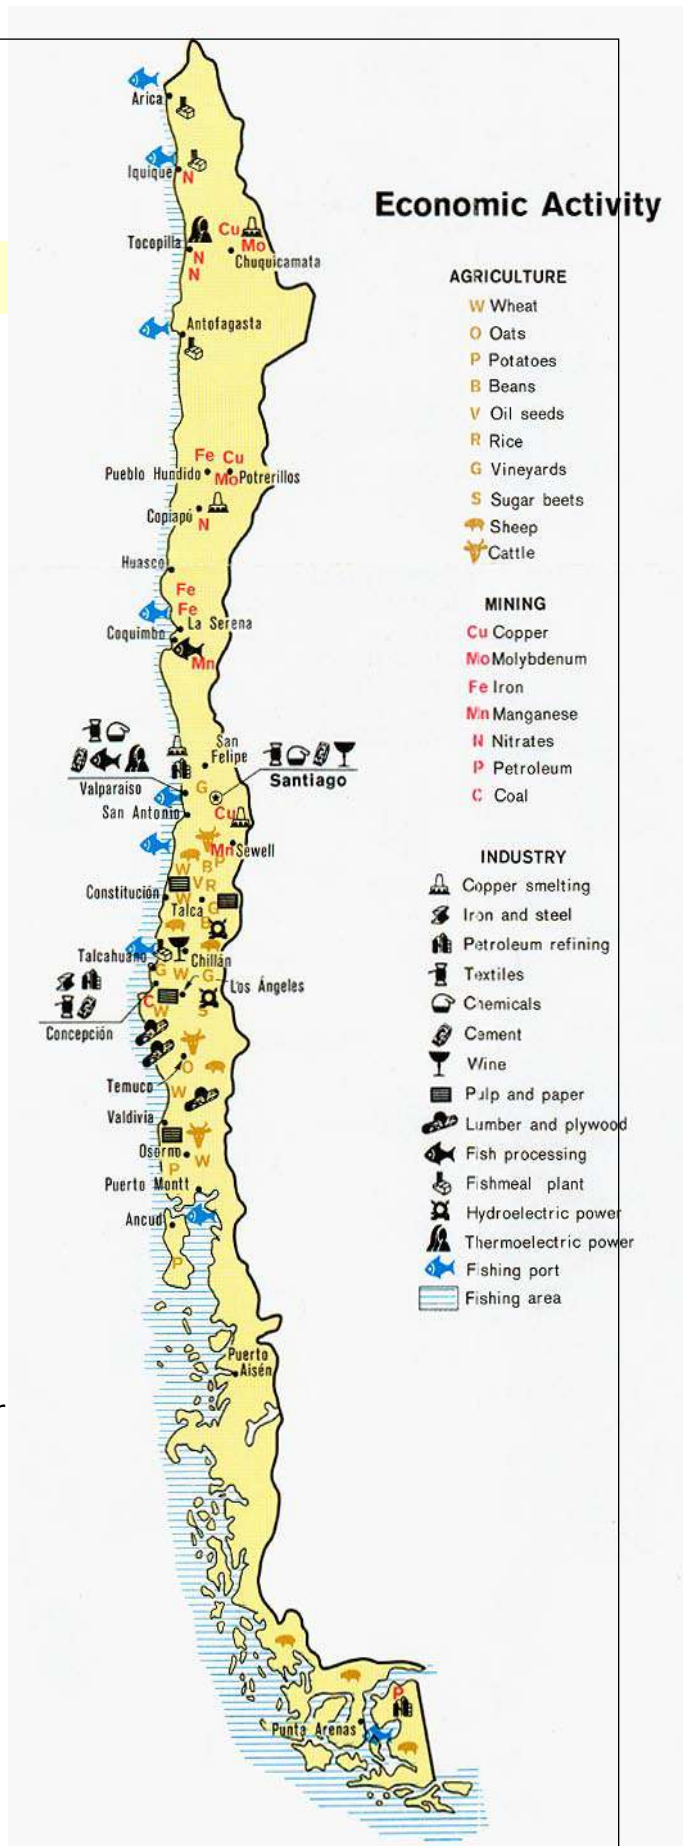 Economic Activity
Arica
Iquique
N
Tocopilla
Cu
Mo
N
N
Chuquicamata
Antofagasta
Fe Cu
Pueblo Hundido
Mo Potrerillos
Copiapó
N
Huasco
Fe
Fe
La Serena
Coquimbo
Mn
San
Felipe
Santiago
Valparaíso
G
San Antonio
Cu
Mn Sewell
P
W B
V R
Constitución
W
Talca G
B
Talcahuano
Chillán
G W G
Los Ángeles
C
W S
Concepción
O
Temuco
W
Valdivia
Osorno
P W
Puerto Montt
Ancud
P
Puerto
Aisén
P
Punta Arenas
AGRICULTURE
W Wheat
O Oats
P Potatoes
B Beans
V Oil seeds
R Rice
G Vineyards
S Sugar beets
Sheep
Cattle
MINING
Cu Copper
Mo Molybdenum
Fe Iron
Mn Manganese
N Nitrates
P Petroleum
C Coal
INDUSTRY
Copper smelting
Iron and steel
Petroleum refining
Textiles
Chemicals
Cement
Wine
Pulp and paper
Lumber and plywood
Fish processing
Fishmeal plant
Hydroelectric power
Thermoelectric power
Fishing port
Fishing area